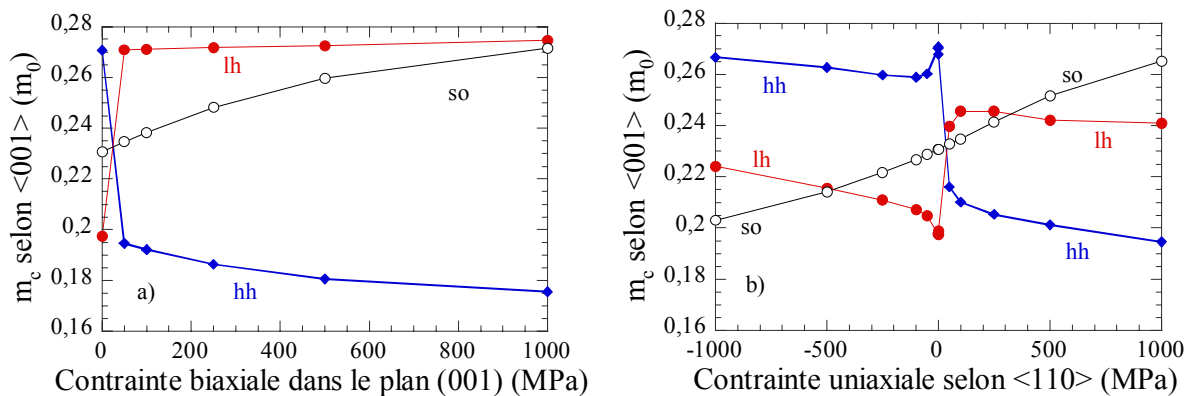 m_c selon <001> (m_0)
0,28
0,26
0,24
0,22
0,2
0,18
0,16
lh
so
hh
a)
0 200 400 600 800 1000
Contrainte biaxiale dans le plan (001) (MPa)
m_c selon <001> (m_0)
0,28
0,26
0,24
0,22
0,2
0,18
0,16
hh
so
lh
lh
so
hh
b)
-1000 -500 0 500 1000
Contrainte uniaxiale selon <110> (MPa)